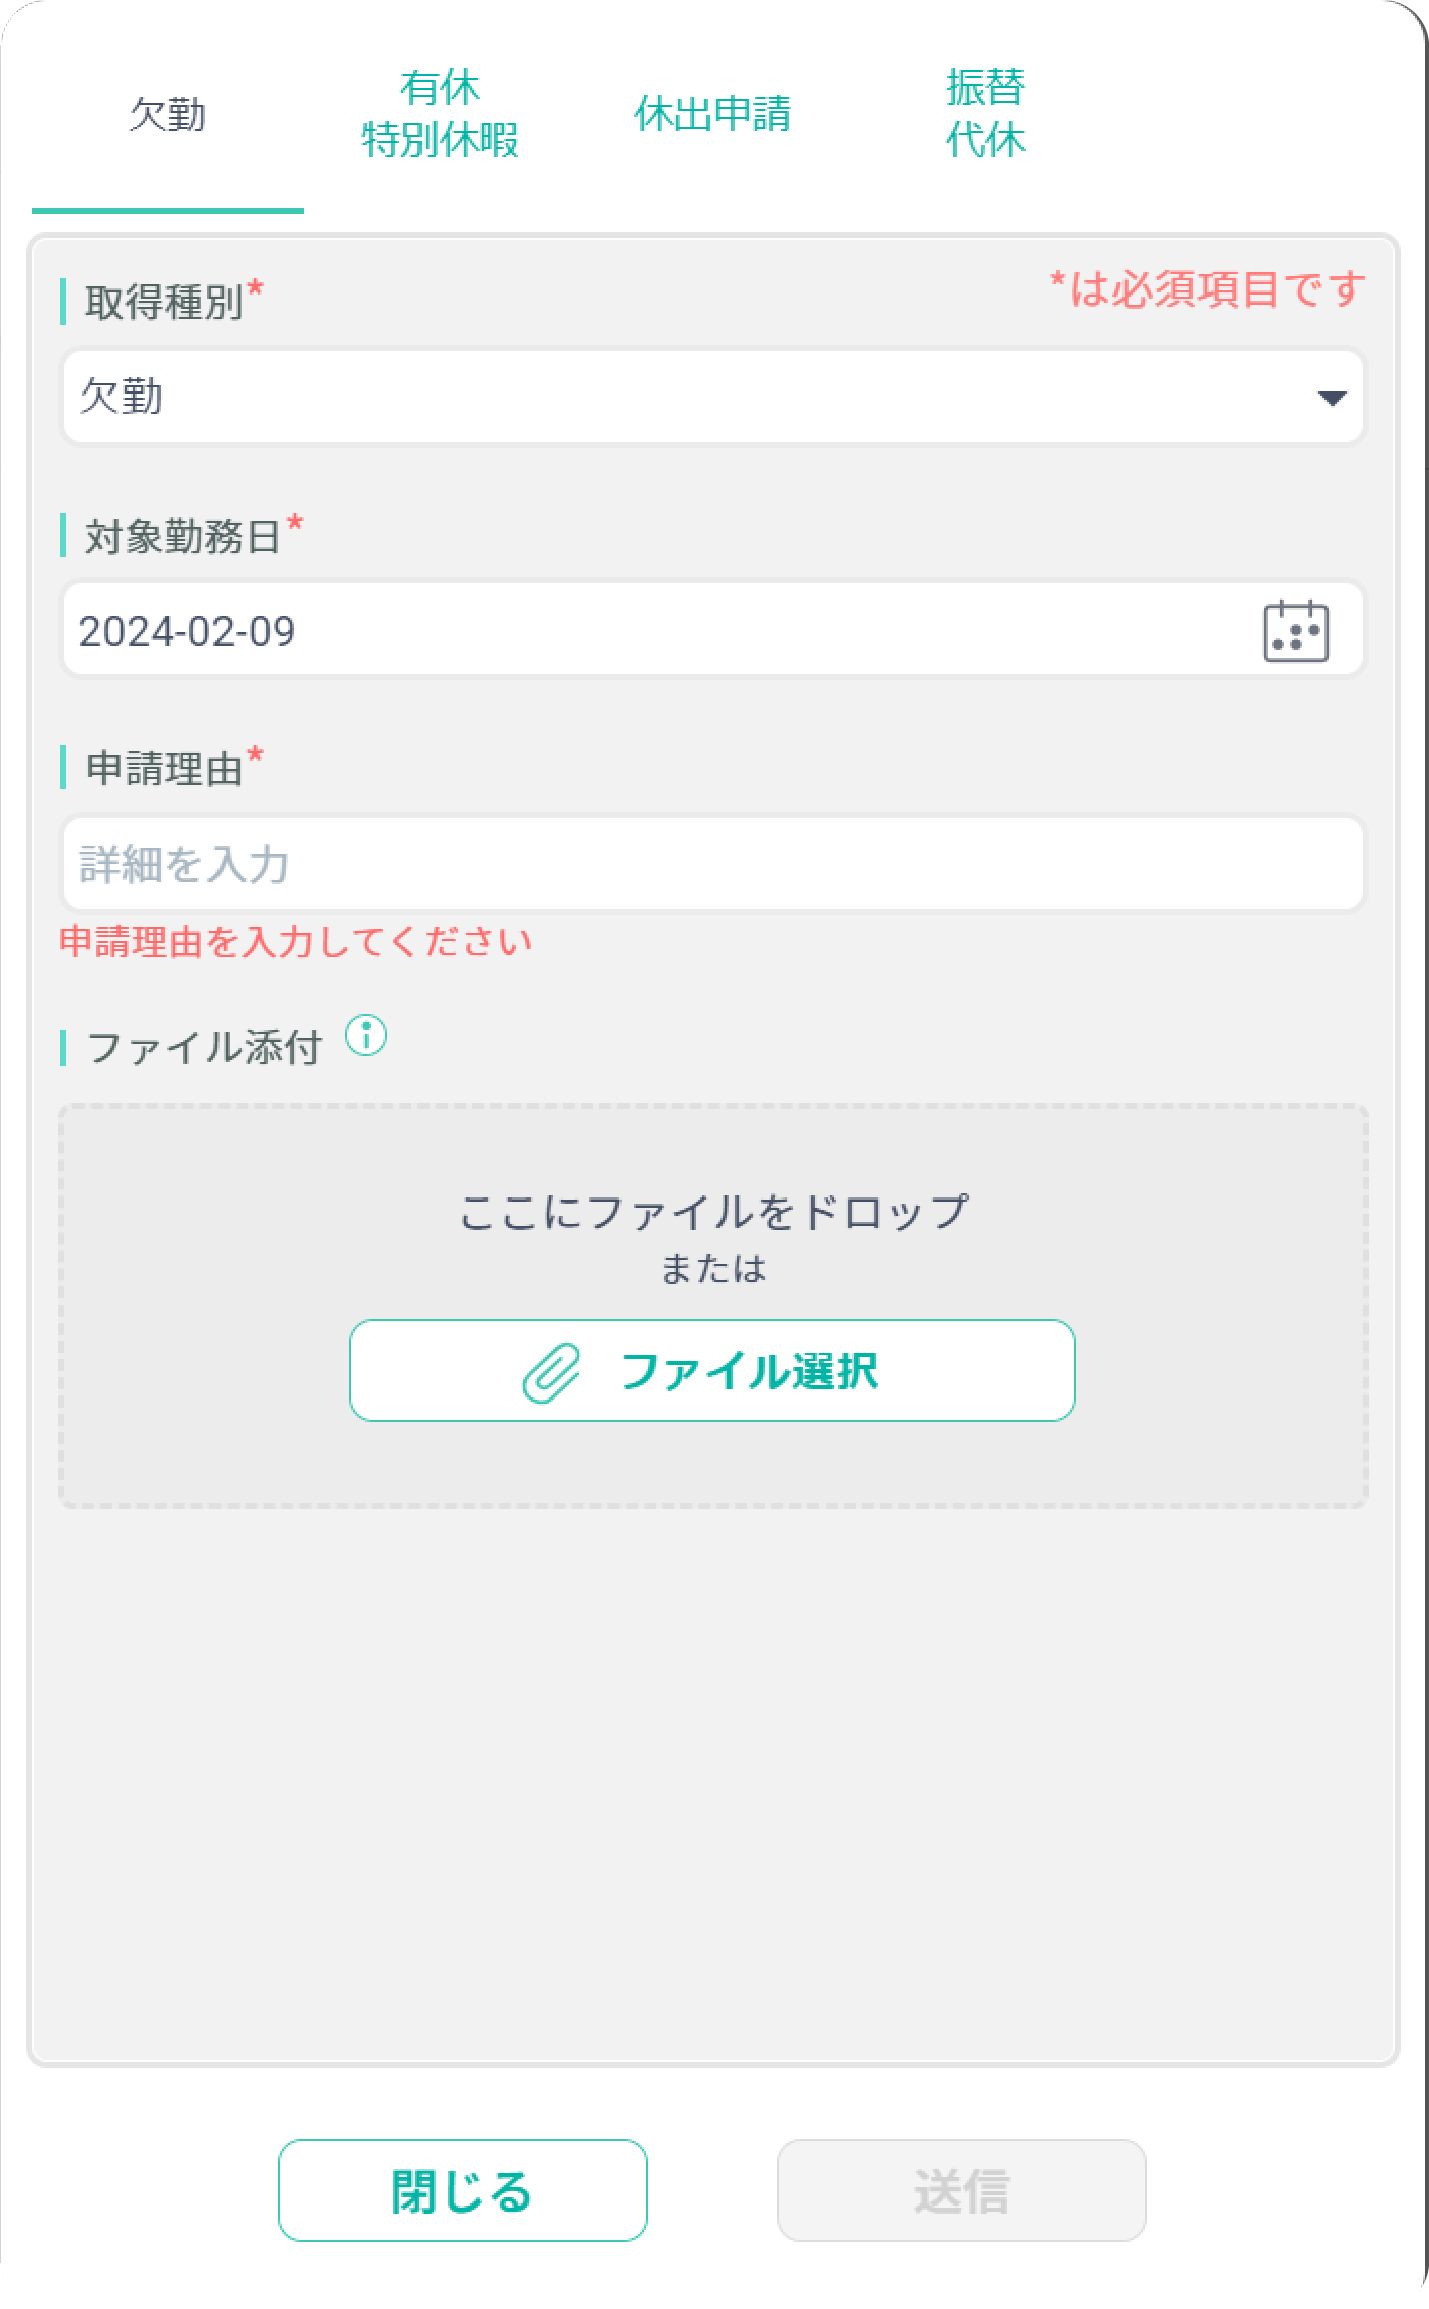 欠勤
有休
特別休暇
休出申請
振替
代休
取得種別*
*は必須項目です
欠勤
対象勤務日*
2024-02-09
申請理由*
詳細を入力
申請理由を入力してください
ファイル添付
ここにファイルをドロップ
または
ファイル選択
閉じる
送信